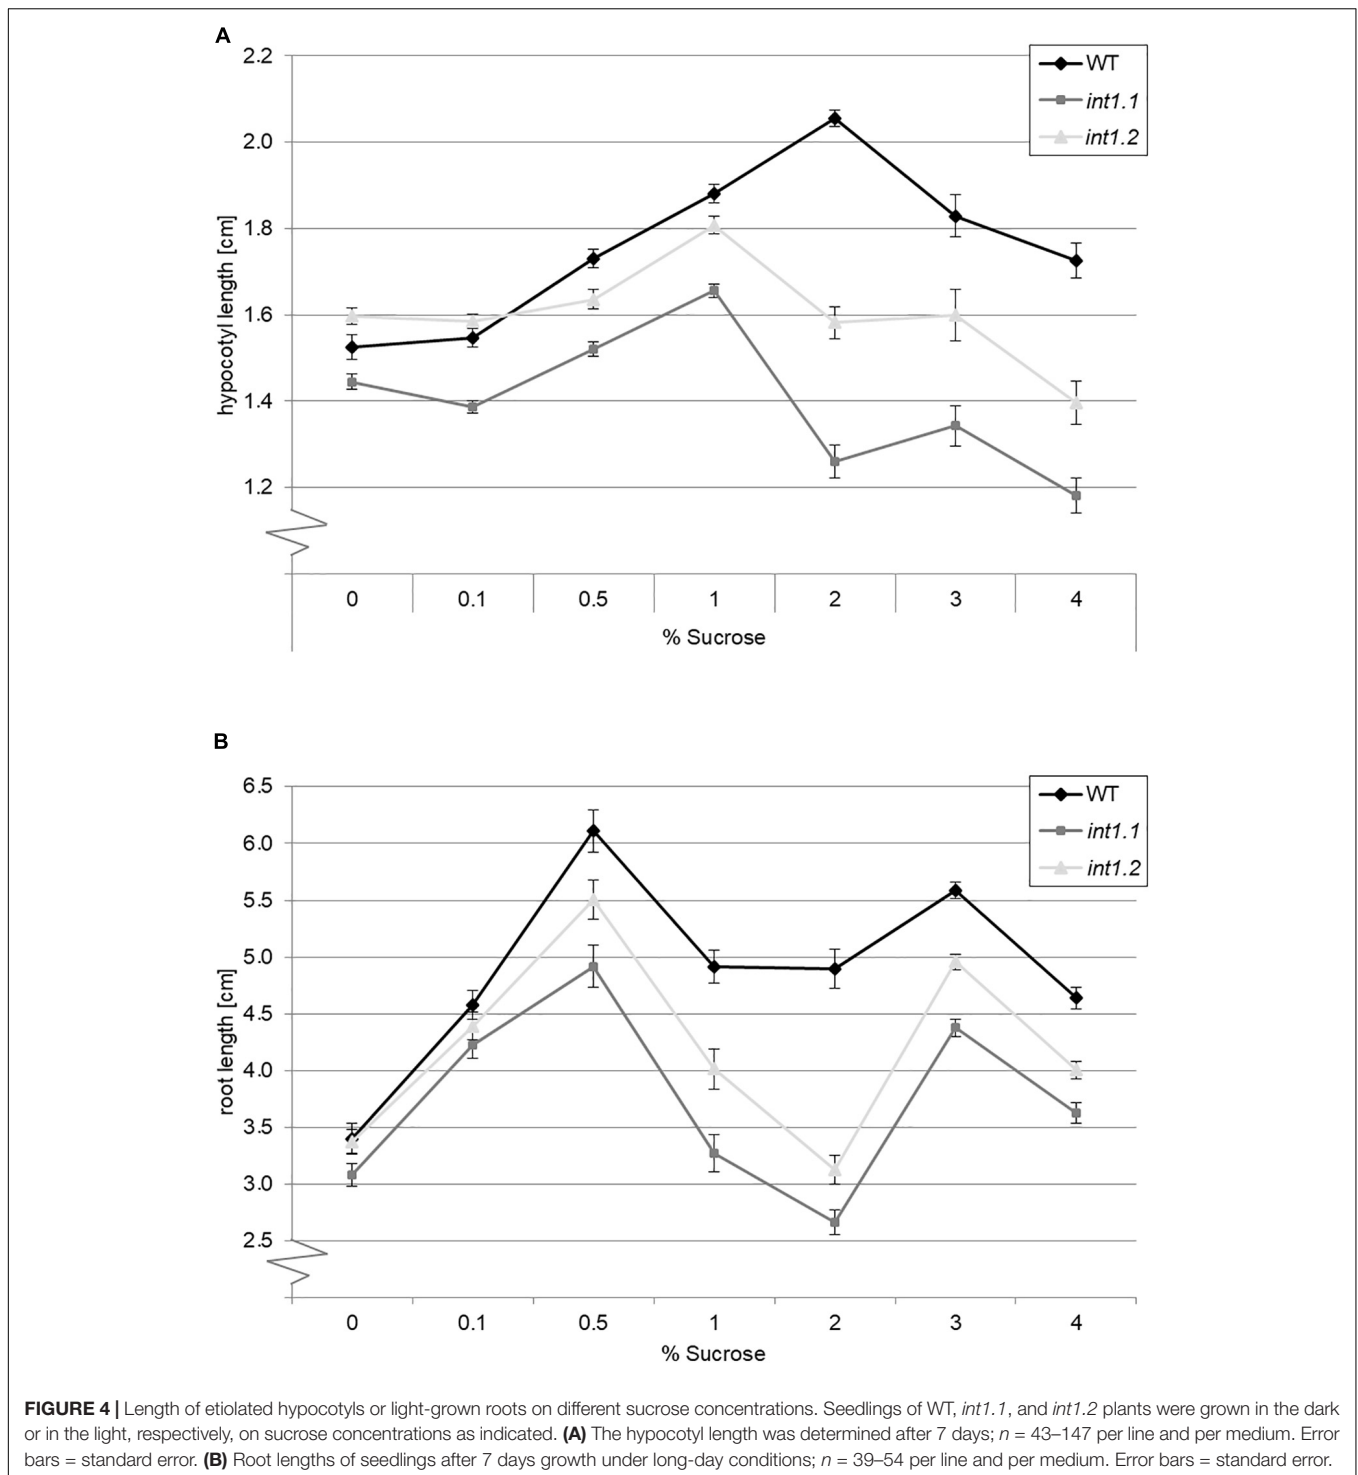 A
2.2
2.0
1.8
1.6
1.4
1.2
hypocotyl length [cm]
WT
int1.1
int1.2
0 0.1 0.5 1 2 3 4
% Sucrose
B
6.5
6.0
5.5
5.0
4.5
4.0
3.5
3.0
2.5
root length [cm]
WT
int1.1
int1.2
0 0.1 0.5 1 2 3 4
% Sucrose
FIGURE 4 | Length of etiolated hypocotyls or light-grown roots on different sucrose concentrations. Seedlings of WT, int1.1, and int1.2 plants were grown in the dark
or in the light, respectively, on sucrose concentrations as indicated. (A) The hypocotyl length was determined after 7 days; n = 43–147 per line and per medium. Error
bars = standard error. (B) Root lengths of seedlings after 7 days growth under long-day conditions; n = 39–54 per line and per medium. Error bars = standard error.